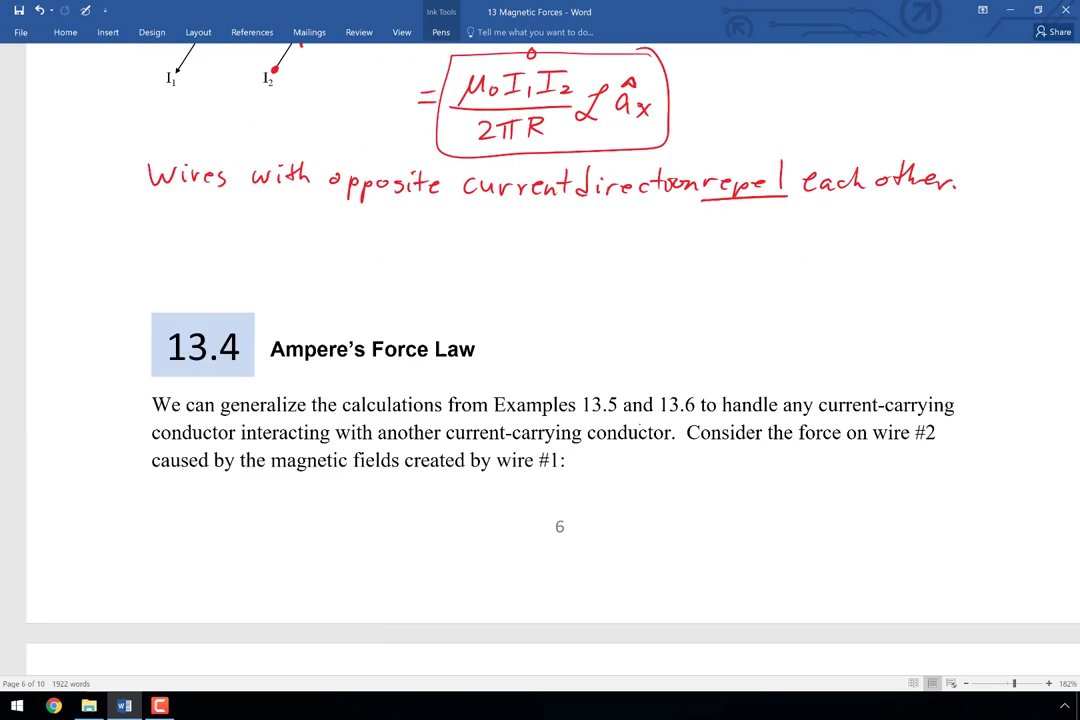 Ink Tools
13 Magnetic Forces - Word
File Home Insert Design Layout References Mailings Review View Pens Tell me what you want to do... Share
I1 I2
= μ0 I1 I2 / 2πR ℒ âx
Wires with opposite current direction repel each other.
13.4 Ampere's Force Law
We can generalize the calculations from Examples 13.5 and 13.6 to handle any current-carrying
conductor interacting with another current-carrying conductor. Consider the force on wire #2
caused by the magnetic fields created by wire #1:
6
Page 6 of 10 1922 words
182%